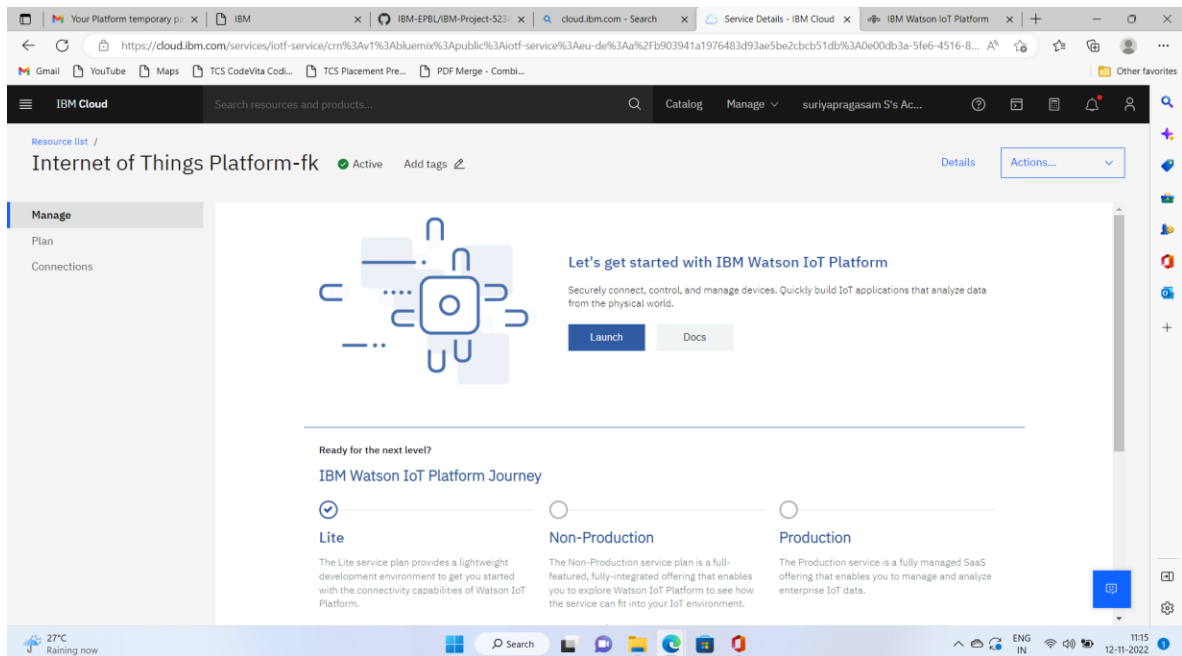 Your Platform temporary pa
IBM
IBM-EPBL/IBM-Project-5234
cloud.ibm.com - Search
Service Details - IBM Cloud
IBM Watson IoT Platform
https://cloud.ibm.com/services/iotf-service/crn%3Av1%3Abluemix%3Apublic%3Aiotf-service%3Aeu-de%3Aa%2Fb903941a1976483d93ae5be2cbcb51db%3A0e00db3a-5fe6-4516-8...
Gmail
YouTube
Maps
TCS CodeVita Codi...
TCS Placement Pre...
PDF Merge - Combi...
Other favorites
IBM Cloud
Search resources and products...
Catalog
Manage
suriyapragasam S's Ac...
Resource list /
Internet of Things Platform-fk
Active
Add tags
Details
Actions...
Manage
Plan
Connections
Let's get started with IBM Watson IoT Platform
Securely connect, control, and manage devices. Quickly build IoT applications that analyze data
from the physical world.
Launch
Docs
Ready for the next level?
IBM Watson IoT Platform Journey
Lite
The Lite service plan provides a lightweight
development environment to get you started
with the connectivity capabilities of Watson IoT
Platform.
Non-Production
The Non-Production service plan is a full-
featured, fully-integrated offering that enables
you to explore Watson IoT Platform to see how
the service can fit into your IoT environment.
Production
The Production service is a fully managed SaaS
offering that enables you to manage and analyze
enterprise IoT data.
27°C
Raining now
Search
ENG
IN
11:15
12-11-2022
1